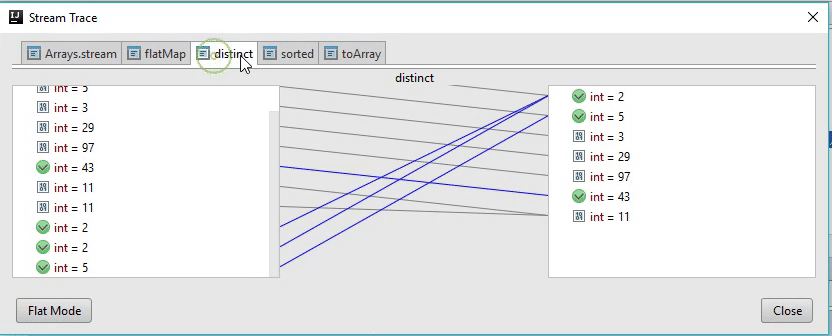 Stream Trace
Arrays.stream flatMap distinct sorted toArray
distinct
int = 5
int = 3
int = 29
int = 97
int = 43
int = 11
int = 11
int = 2
int = 2
int = 5
int = 2
int = 5
int = 3
int = 29
int = 97
int = 43
int = 11
Flat Mode
Close